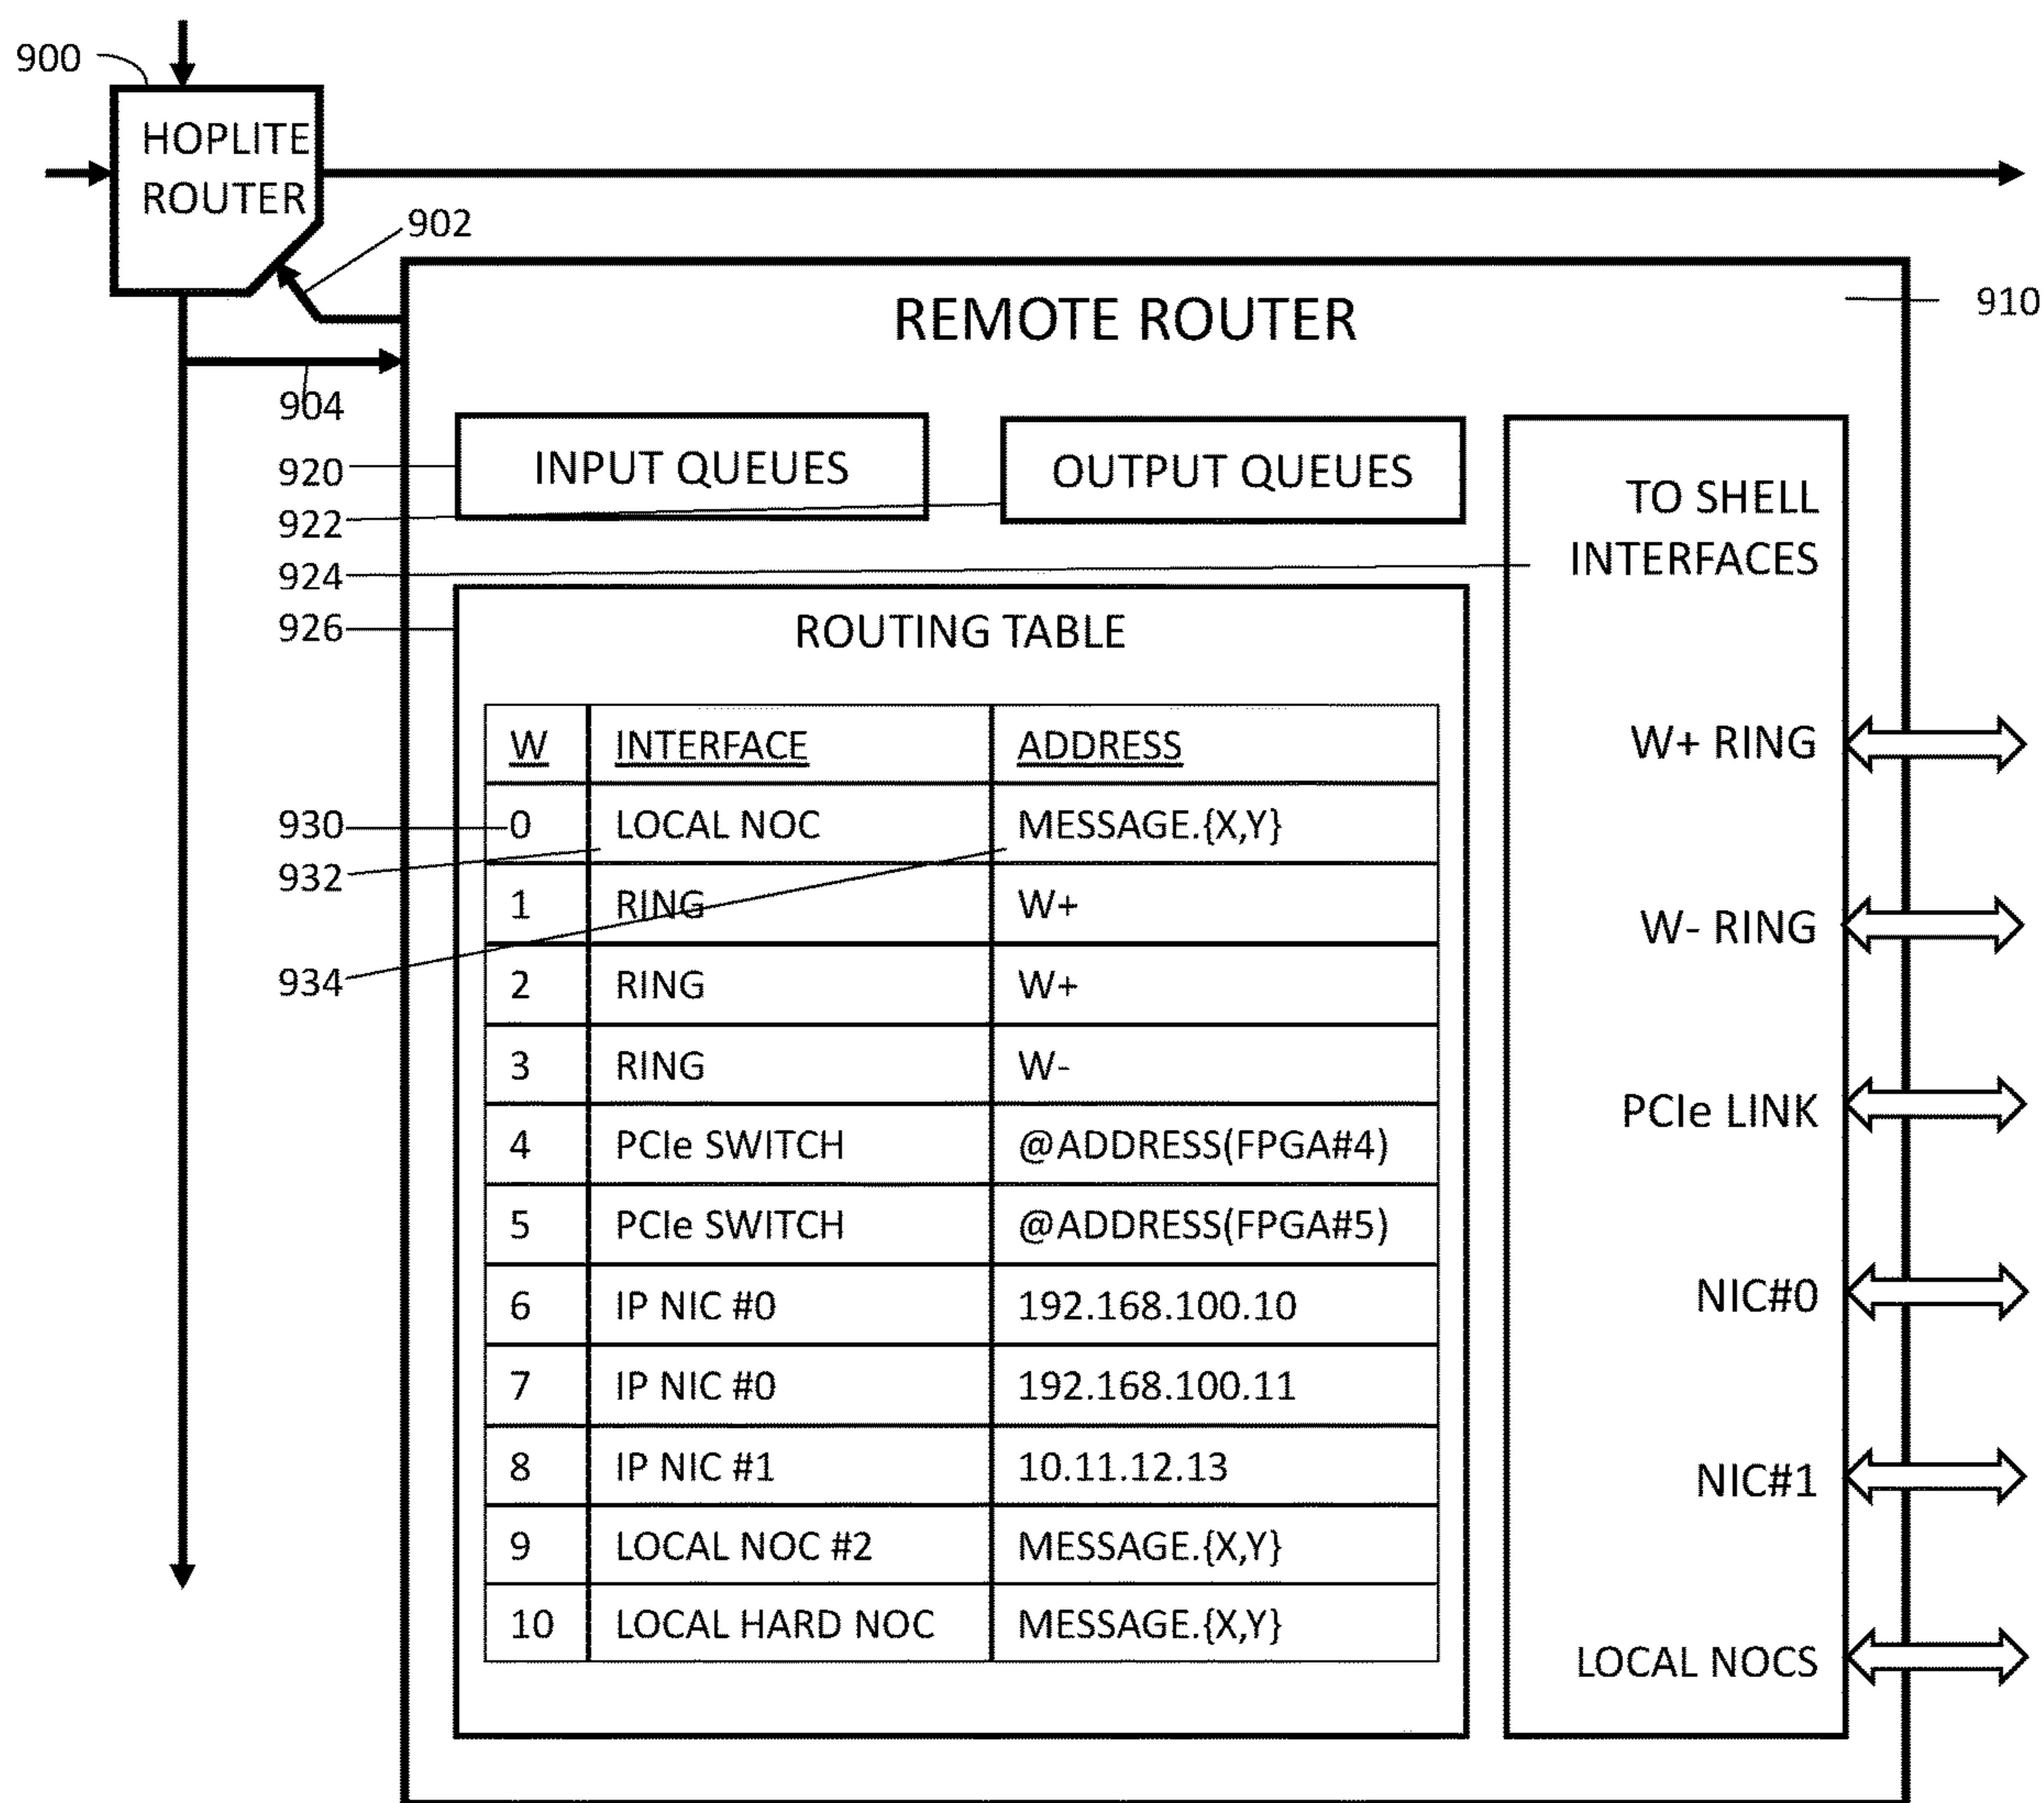 900
HOPLITE
ROUTER
902
REMOTE ROUTER
910
904
920
INPUT QUEUES
OUTPUT QUEUES
922
TO SHELL
INTERFACES
924
926
ROUTING TABLE
W INTERFACE ADDRESS
930
0 LOCAL NOC MESSAGE.{X,Y}
932
1 RING W+
934
2 RING W+
3 RING W-
4 PCIe SWITCH @ADDRESS(FPGA#4)
5 PCIe SWITCH @ADDRESS(FPGA#5)
6 IP NIC #0 192.168.100.10
7 IP NIC #0 192.168.100.11
8 IP NIC #1 10.11.12.13
9 LOCAL NOC #2 MESSAGE.{X,Y}
10 LOCAL HARD NOC MESSAGE.{X,Y}
W+ RING
W- RING
PCIe LINK
NIC#0
NIC#1
LOCAL NOCS